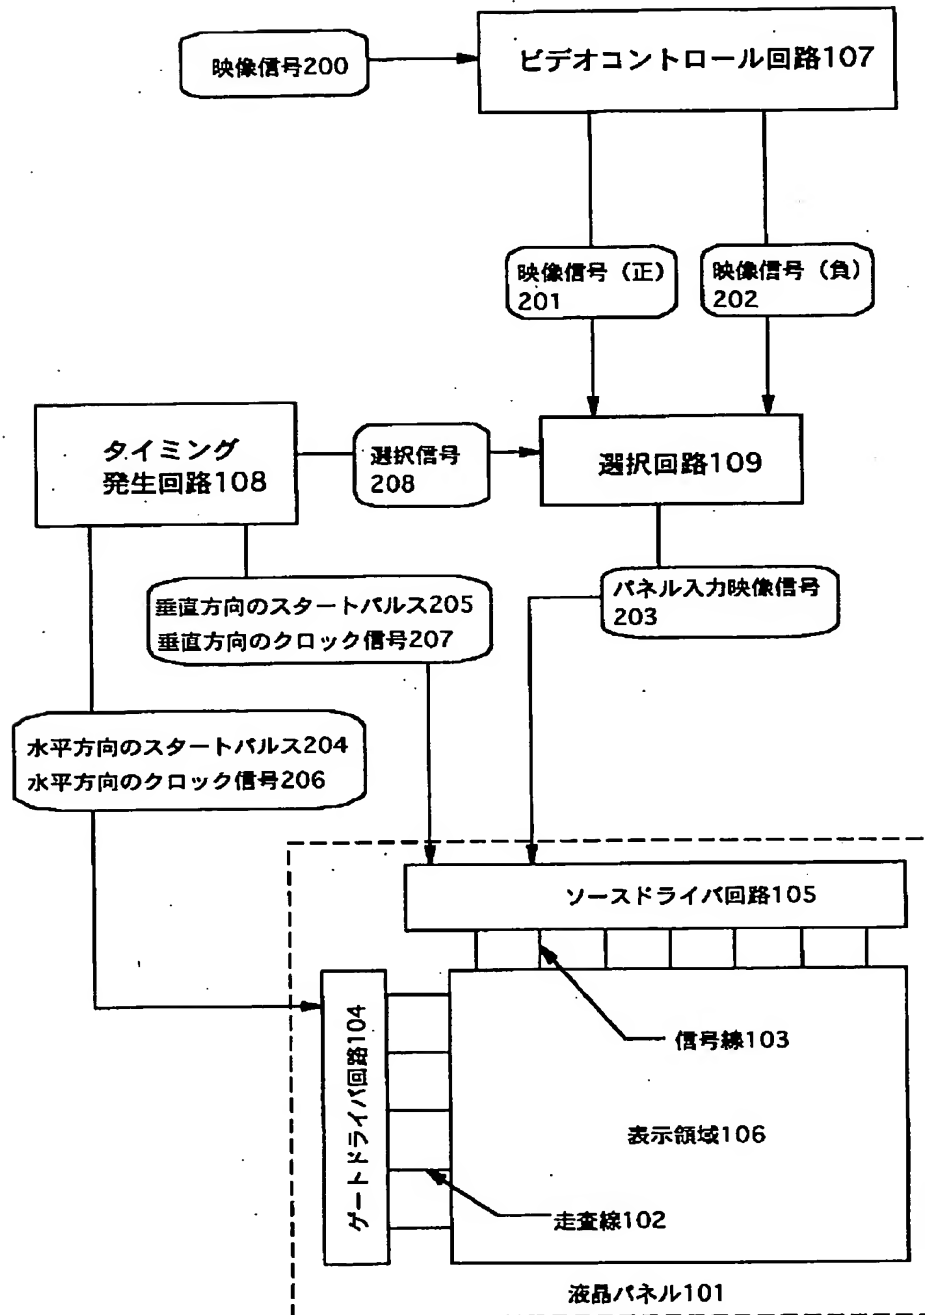 映像信号200
ビデオコントロール回路107
映像信号（正）
201
映像信号（負）
202
タイミング
発生回路108
選択信号
208
選択回路109
垂直方向のスタートパルス205
垂直方向のクロック信号207
パネル入力映像信号
203
水平方向のスタートパルス204
水平方向のクロック信号206
ソースドライバ回路105
ゲートドライバ回路104
信号線103
表示領域106
走査線102
液晶パネル101